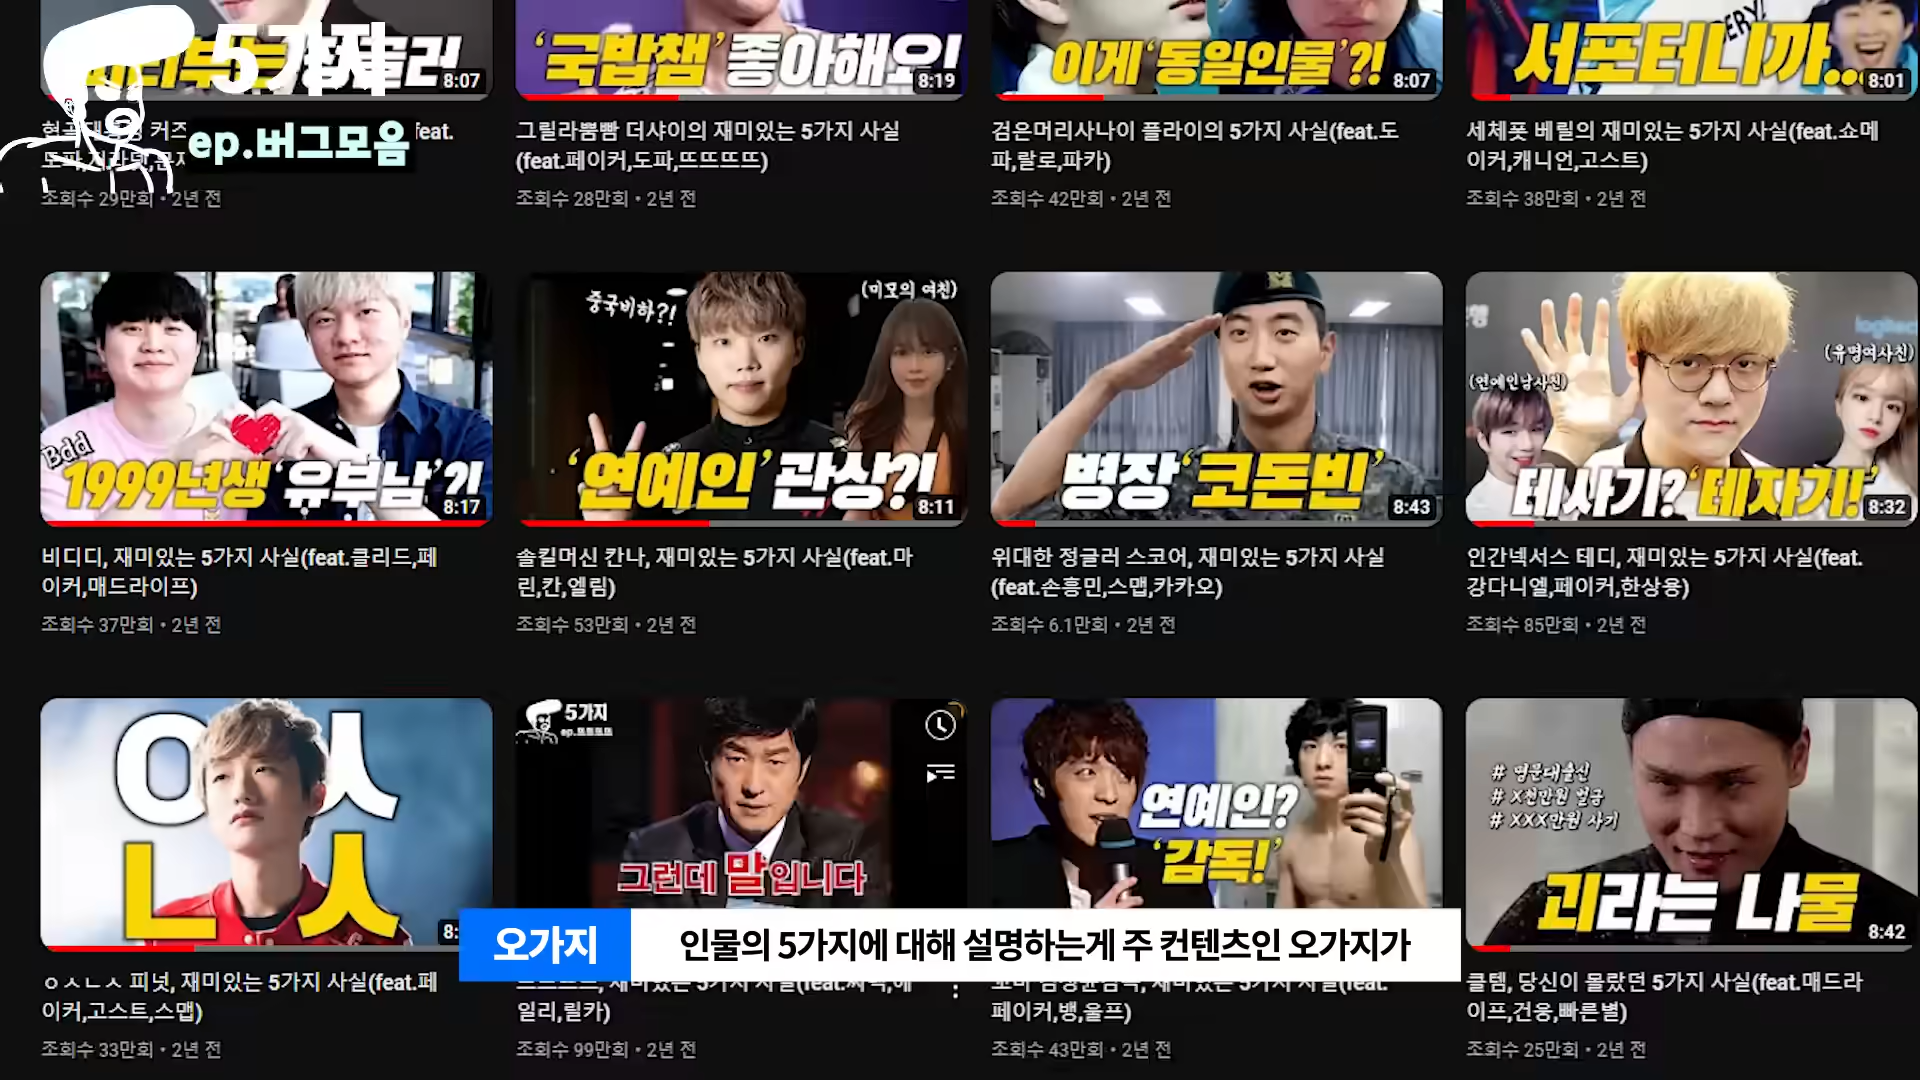 5가지
ep.버그모음
8:07
‘국밥챔’ 좋아해요!
8:19
이게 ‘동일인물’?!
8:07
서포터니까...
8:01
feat.
조회수 29만회 • 2년 전
그릴라뽐빰 더샤이의 재미있는 5가지 사실
(feat.페이커,도파,뜨뜨뜨뜨)
조회수 28만회 • 2년 전
검은머리사나이 플라이의 5가지 사실(feat.도
파,랄로,파카)
조회수 42만회 • 2년 전
세체폿 베릴의 재미있는 5가지 사실(feat.쇼메
이커,캐니언,고스트)
조회수 38만회 • 2년 전
Bdd
1999년생 ‘유부남’?!
8:17
중국비하?!
(미모의 여친)
‘연예인’ 관상?!
8:11
병장 ‘코돈빈’
8:43
(연예인남사친)
(유명여사친)
테사기? ‘테자기!’
8:32
비디디, 재미있는 5가지 사실(feat.클리드,페
이커,매드라이프)
조회수 37만회 • 2년 전
솔킬머신 칸나, 재미있는 5가지 사실(feat.마
린,칸,엘림)
조회수 53만회 • 2년 전
위대한 정글러 스코어, 재미있는 5가지 사실
(feat.손흥민,스맵,카카오)
조회수 6.1만회 • 2년 전
인간넥서스 테디, 재미있는 5가지 사실(feat.
강다니엘,페이커,한상용)
조회수 85만회 • 2년 전
ㅇㅅ
ㄴㅅ
8:
5가지
ep.뜨뜨뜨뜨
그런데 말입니다
연예인?
‘감독!’
# 명문대출신
# X천만원 벌금
# XXX만원 사기
괴라는 나물
8:42
오가지
인물의 5가지에 대해 설명하는게 주 컨텐츠인 오가지가
ㅇㅅㄴㅅ 피넛, 재미있는 5가지 사실(feat.페
이커,고스트,스맵)
조회수 33만회 • 2년 전
일리,릴카)
조회수 99만회 • 2년 전
페이커,뱅,울프)
조회수 43만회 • 2년 전
클템, 당신이 몰랐던 5가지 사실(feat.매드라
이프,건웅,빠른별)
조회수 25만회 • 2년 전